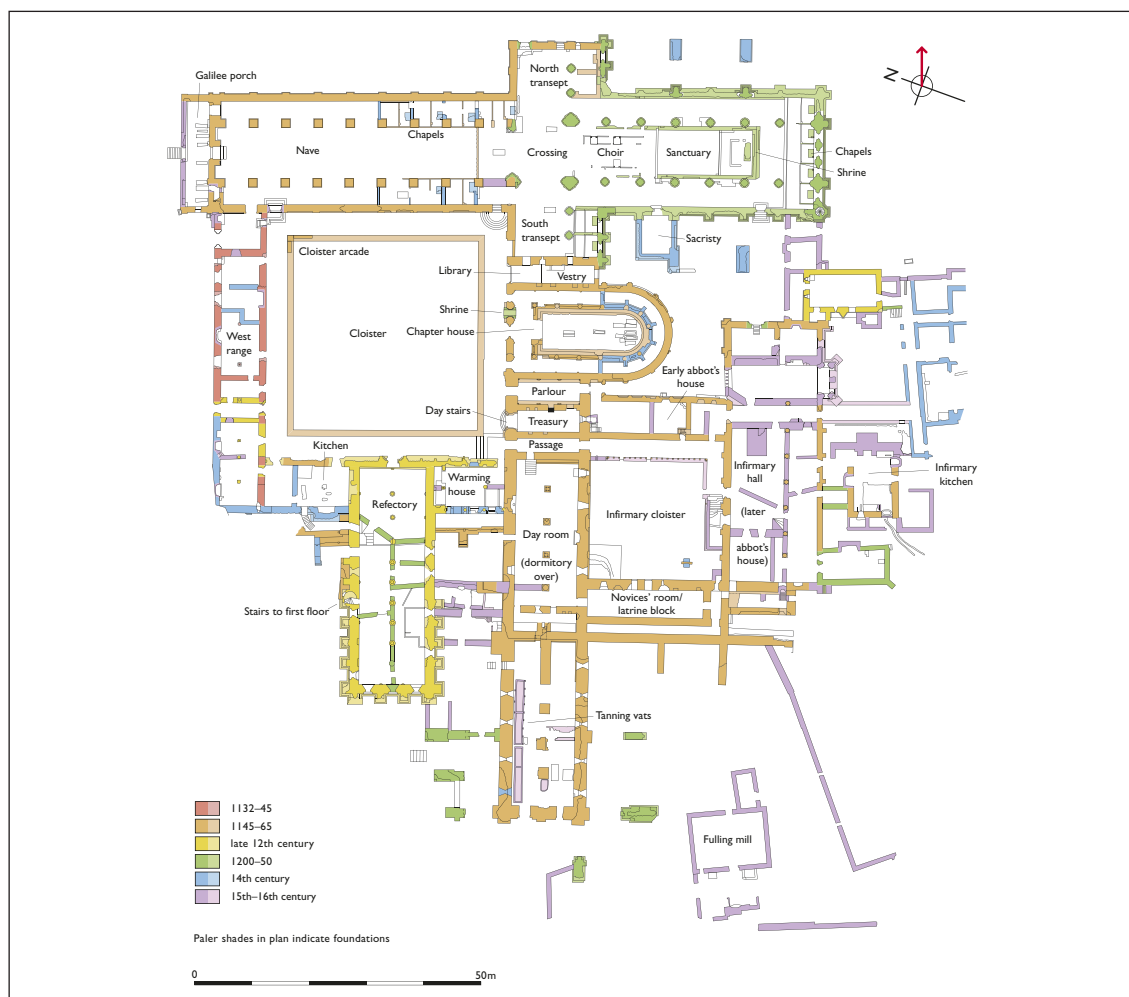 Galilee porch
North
transept
N
Chapels
Nave
Crossing
Choir
Sanctuary
Chapels
Shrine
South
transept
Sacristy
Cloister arcade
Library
Vestry
Shrine
Cloister
Chapter house
West
range
Early abbot's
house
Parlour
Day stairs
Treasury
Kitchen
Passage
Warming
house
Infirmary
hall
Infirmary
kitchen
Refectory
Infirmary cloister
(later
Day room
(dormitory
over)
abbot's
house)
Novices' room/
latrine block
Stairs to first floor
Tanning vats
Fulling mill
1132–45
1145–65
late 12th century
1200–50
14th century
15th–16th century
Paler shades in plan indicate foundations
0
50m